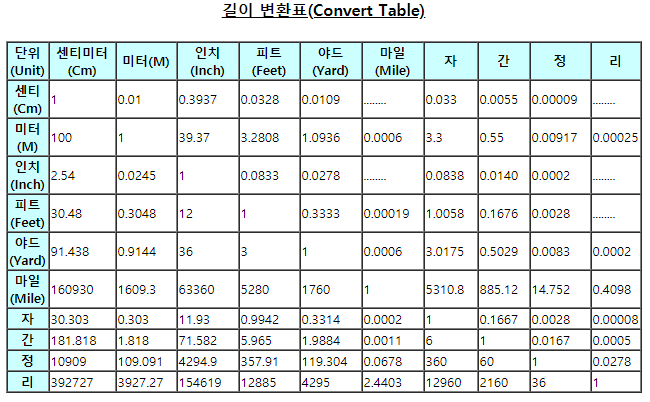 길이 변환표(Convert Table)
단위(Unit) 센티미터(Cm) 미터(M) 인치(Inch) 피트(Feet) 야드(Yard) 마일(Mile) 자 간 정 리
센티(Cm) 1 0.01 0.3937 0.0328 0.0109 ........ 0.033 0.0055 0.00009 ........
미터(M) 100 1 39.37 3.2808 1.0936 0.0006 3.3 0.55 0.00917 0.00025
인치(Inch) 2.54 0.0245 1 0.0833 0.0278 ........ 0.0838 0.0140 0.0002 ........
피트(Feet) 30.48 0.3048 12 1 0.3333 0.00019 1.0058 0.1676 0.0028 ........
야드(Yard) 91.438 0.9144 36 3 1 0.0006 3.0175 0.5029 0.0083 0.0002
마일(Mile) 160930 1609.3 63360 5280 1760 1 5310.8 885.12 14.752 0.4098
자 30.303 0.303 11.93 0.9942 0.3314 0.0002 1 0.1667 0.0028 0.00008
간 181.818 1.818 71.582 5.965 1.9884 0.0011 6 1 0.0167 0.0005
정 10909 109.091 4294.9 357.91 119.304 0.0678 360 60 1 0.0278
리 392727 3927.27 154619 12885 4295 2.4403 12960 2160 36 1